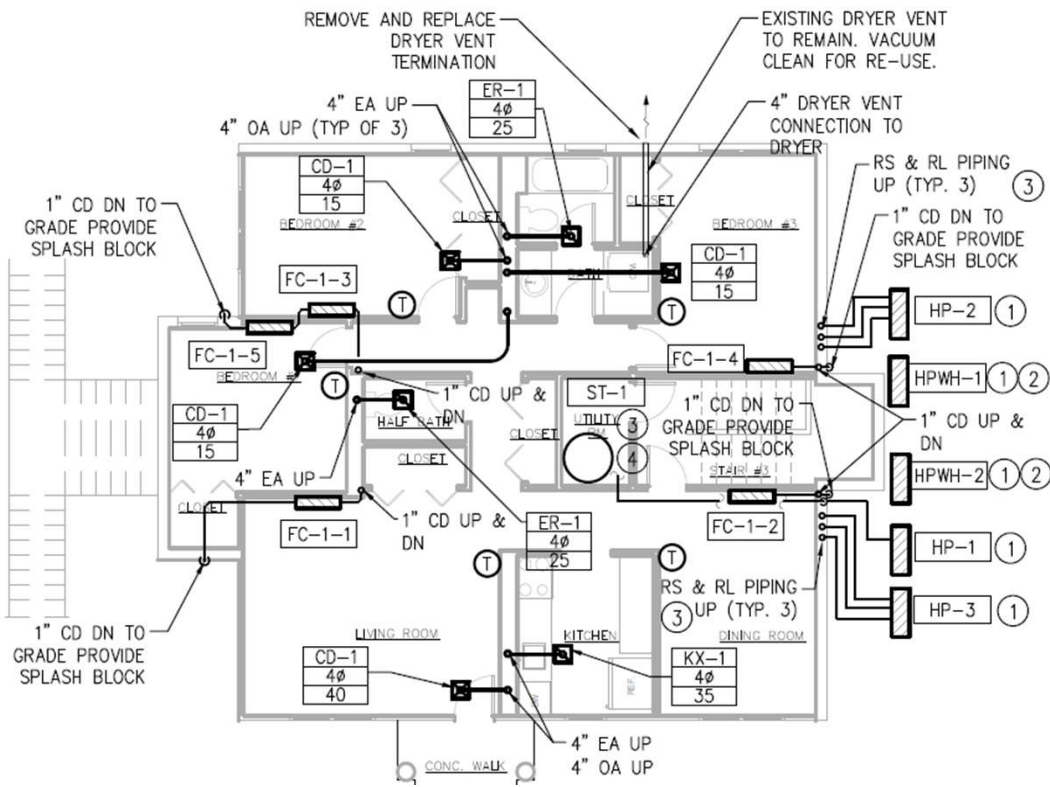 REMOVE AND REPLACE
DRYER VENT
TERMINATION
EXISTING DRYER VENT
TO REMAIN. VACUUM
CLEAN FOR RE-USE.
4" EA UP
4" OA UP (TYP OF 3)
ER-1
4ø
25
4" DRYER VENT
CONNECTION TO
DRYER
1" CD DN TO
GRADE PROVIDE
SPLASH BLOCK
CD-1
4ø
15
BEDROOM #2
CLOSET
CLOSET
BEDROOM #3
RS & RL PIPING
UP (TYP. 3)
3
1" CD DN TO
GRADE PROVIDE
SPLASH BLOCK
FC-1-3
T
BATH
CD-1
4ø
15
T
HP-2
1
FC-1-5
BEDROOM
T
FC-1-4
HPWH-1
1
2
CD-1
4ø
15
1" CD UP &
DN
HALF BATH
CLOSET
ST-1
UTILITY
RM.
3
4
1" CD DN TO
GRADE PROVIDE
SPLASH BLOCK
STAIR #3
1" CD UP &
DN
4" EA UP
CLOSET
CLOSET
HPWH-2
1
2
FC-1-1
1" CD UP &
DN
ER-1
4ø
25
FC-1-2
HP-1
1
T
T
RS & RL PIPING
UP (TYP. 3)
3
HP-3
1
1" CD DN TO
GRADE PROVIDE
SPLASH BLOCK
LIVING ROOM
KITCHEN
DINING ROOM
CD-1
4ø
40
KX-1
4ø
35
REF.
DW
4" EA UP
4" OA UP
CONC. WALK